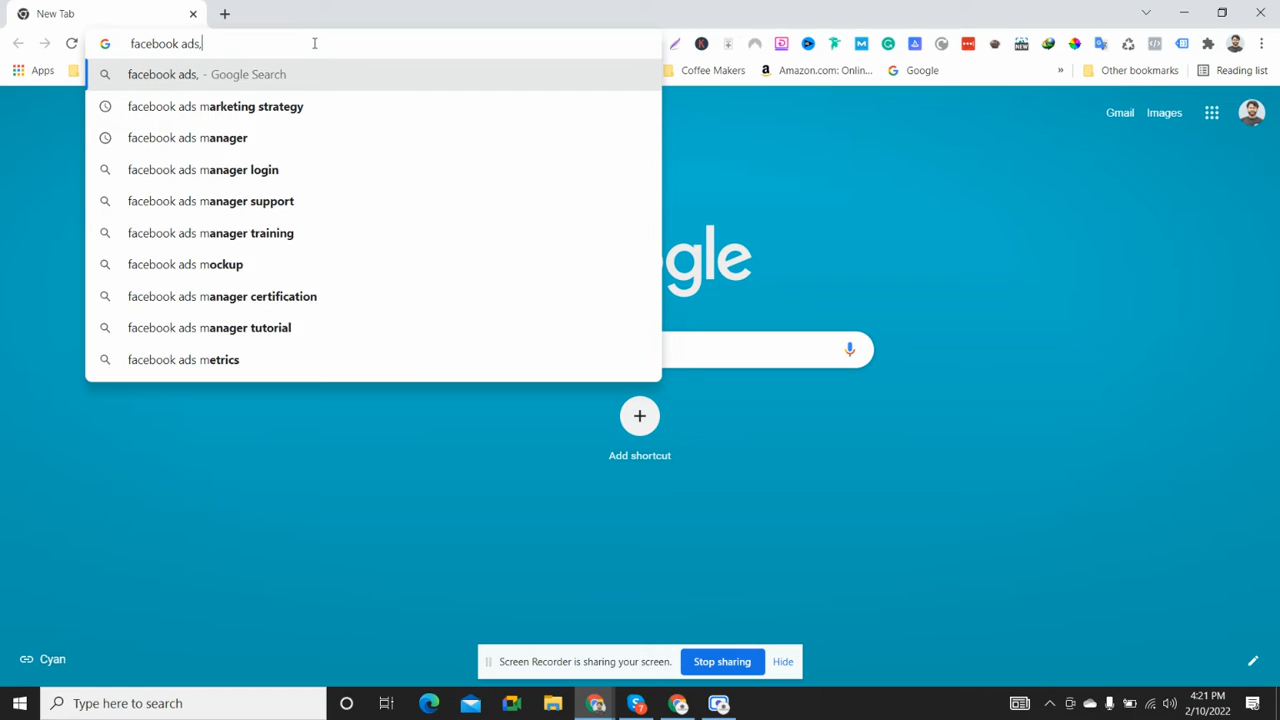 New Tab
facebook ads,
facebook ads, - Google Search
facebook ads marketing strategy
facebook ads manager
facebook ads manager login
facebook ads manager support
facebook ads manager training
facebook ads mockup
facebook ads manager certification
facebook ads manager tutorial
facebook ads metrics
Apps
Coffee Makers
Amazon.com: Onlin...
Google
»
Other bookmarks
Reading list
Gmail
Images
ogle
Add shortcut
Cyan
Screen Recorder is sharing your screen.
Stop sharing
Hide
Type here to search
4:21 PM
2/10/2022